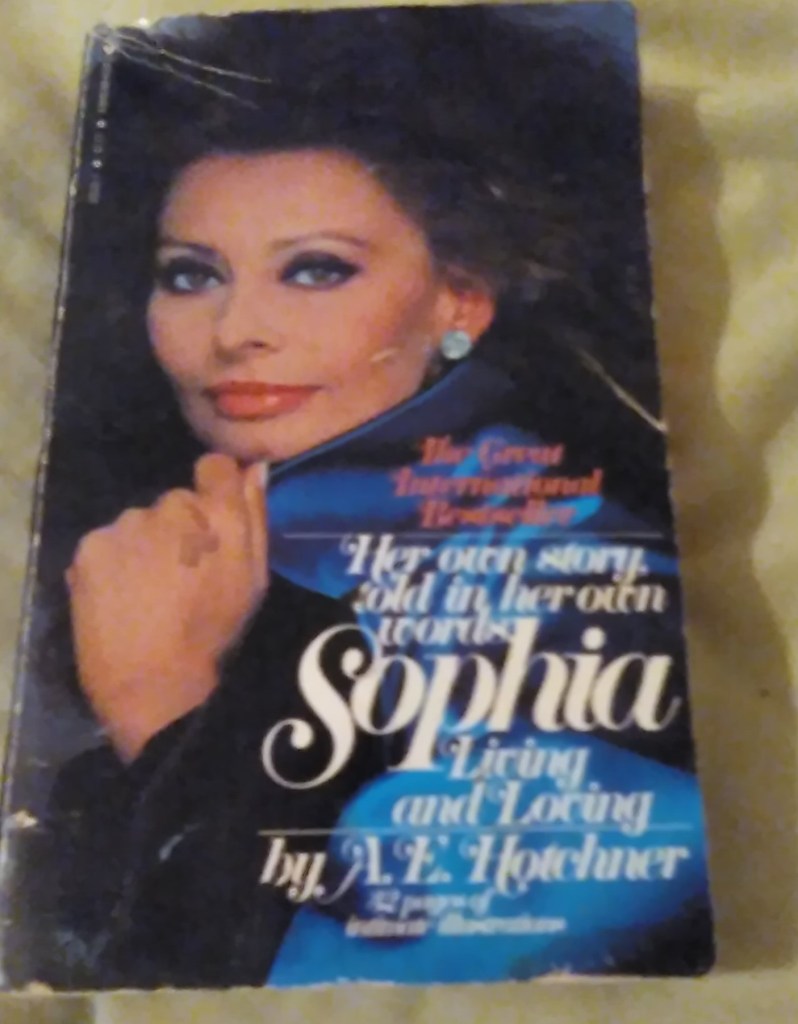 The Great
International
Bestseller
Her own story,
told in her own
words.
Sophia
Living
and Loving
by A.E. Hotchner
32 pages of
intimate illustrations